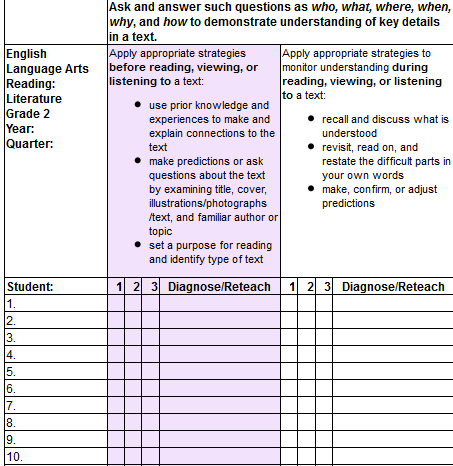 Ask and answer such questions as who, what, where, when,
why, and how to demonstrate understanding of key details
in a text.
English
Language Arts
Reading:
Literature
Grade 2
Year:
Quarter:
Apply appropriate strategies
before reading, viewing, or
listening to a text:
● use prior knowledge and
experiences to make and
explain connections to the
text
● make predictions or ask
questions about the text
by examining title, cover,
illustrations/photographs
/text, and familiar author or
topic
● set a purpose for reading
and identify type of text
Apply appropriate strategies to
monitor understanding during
reading, viewing, or listening
to a text:
● recall and discuss what is
understood
● revisit, read on, and
restate the difficult parts in
your own words
● make, confirm, or adjust
predictions
Student: 1 2 3 Diagnose/Reteach 1 2 3 Diagnose/Reteach
1.
2.
3.
4.
5.
6.
7.
8.
9.
10.